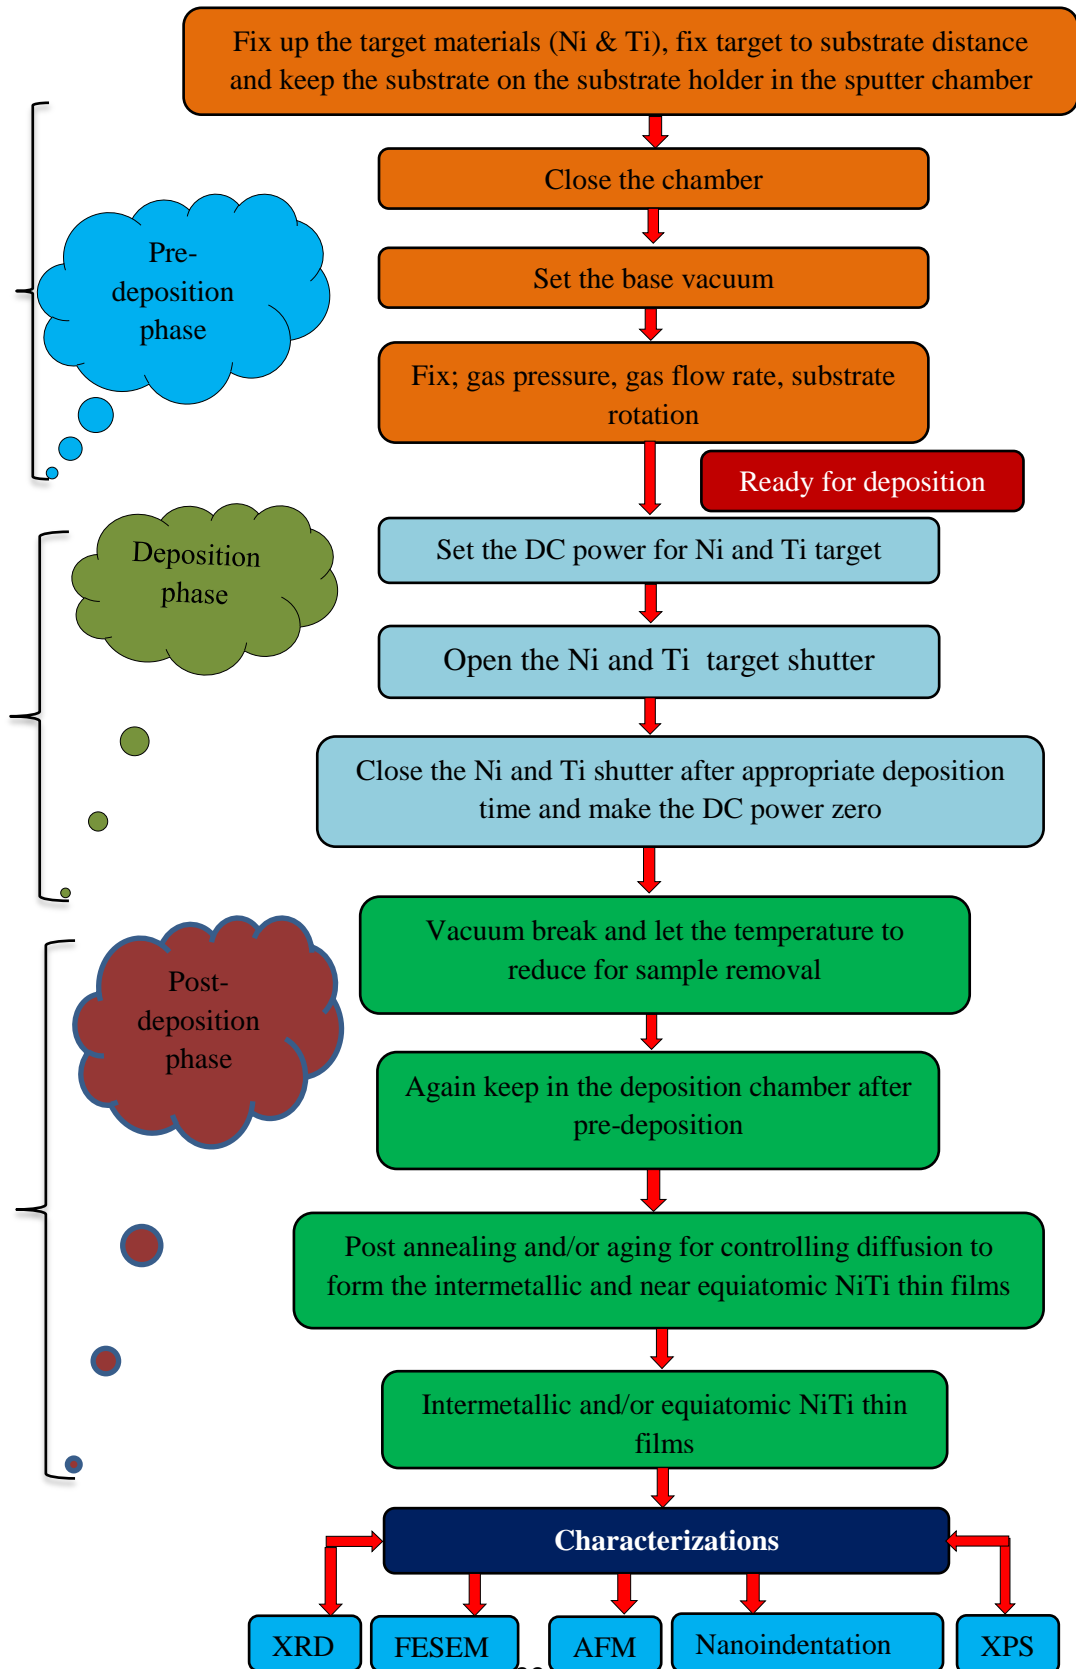 Fix up the target materials (Ni & Ti), fix target to substrate distance
and keep the substrate on the substrate holder in the sputter chamber
Close the chamber
Pre-
deposition
phase
Set the base vacuum
Fix; gas pressure, gas flow rate, substrate
rotation
Ready for deposition
Deposition
phase
Set the DC power for Ni and Ti target
Open the Ni and Ti target shutter
Close the Ni and Ti shutter after appropriate deposition
time and make the DC power zero
Vacuum break and let the temperature to
reduce for sample removal
Post-
deposition
phase
Again keep in the deposition chamber after
pre-deposition
Post annealing and/or aging for controlling diffusion to
form the intermetallic and near equiatomic NiTi thin films
Intermetallic and/or equiatomic NiTi thin
films
Characterizations
XRD
FESEM
AFM
Nanoindentation
XPS